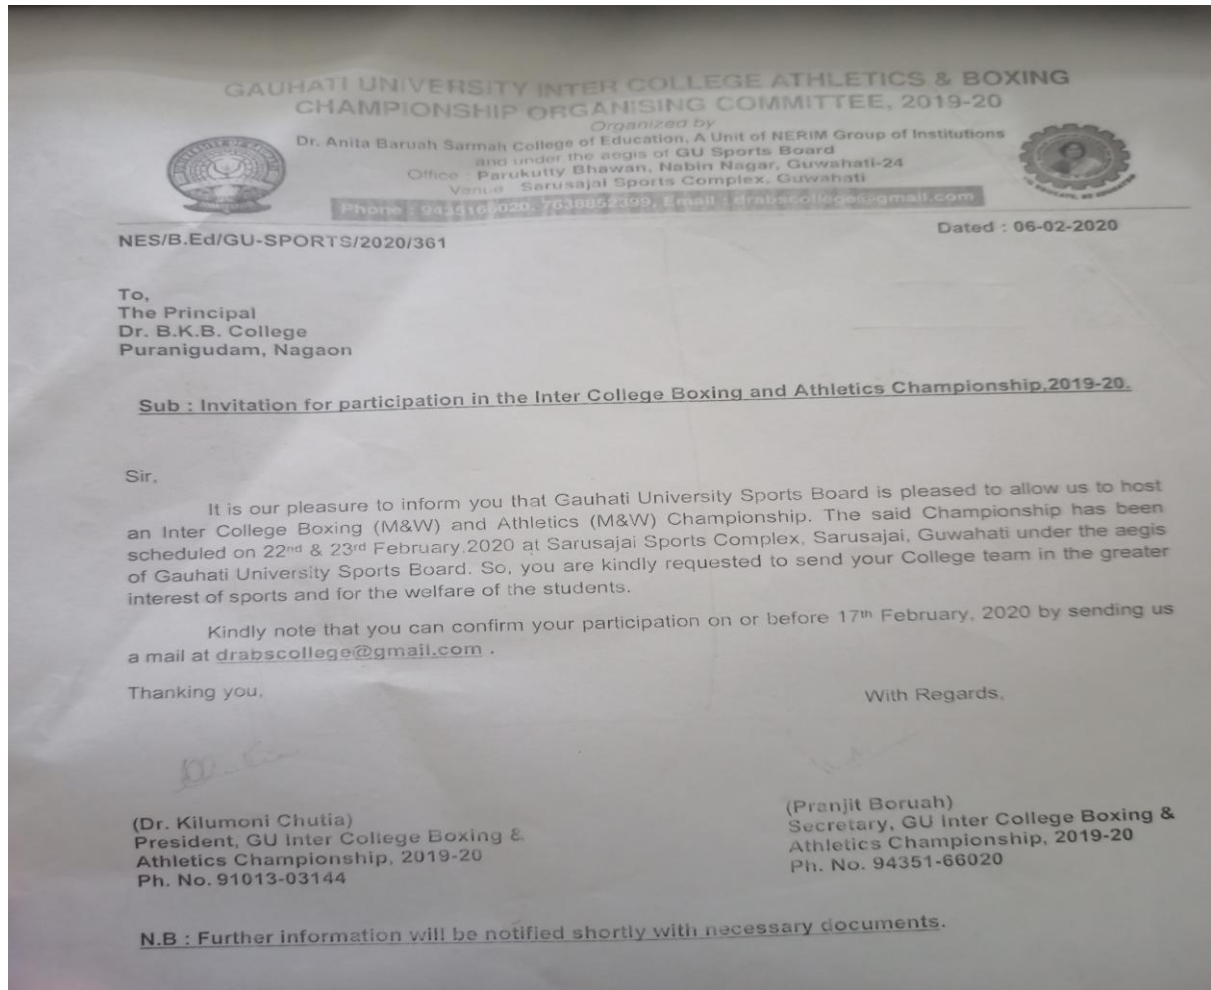 GAUHATI UNIVERSITY INTER COLLEGE ATHLETICS & BOXING
CHAMPIONSHIP ORGANISING COMMITTEE, 2019-20
Organized by
Dr. Anita Baruah Sarmah College of Education, A Unit of NERIM Group of Institutions
and under the aegis of GU Sports Board
Office : Parukutty Bhawan, Nabin Nagar, Guwahati-24
Venue Sarusajai Sports Complex, Guwahati
Phone : 9435166020, 7638852399, Email : drabscollege@gmail.com
NES/B.Ed/GU-SPORTS/2020/361
Dated : 06-02-2020
To,
The Principal
Dr. B.K.B. College
Puranigudam, Nagaon
Sub : Invitation for participation in the Inter College Boxing and Athletics Championship,2019-20.
Sir,
It is our pleasure to inform you that Gauhati University Sports Board is pleased to allow us to host
an Inter College Boxing (M&W) and Athletics (M&W) Championship. The said Championship has been
scheduled on 22nd & 23rd February,2020 at Sarusajai Sports Complex, Sarusajai, Guwahati under the aegis
of Gauhati University Sports Board. So, you are kindly requested to send your College team in the greater
interest of sports and for the welfare of the students.
Kindly note that you can confirm your participation on or before 17th February, 2020 by sending us
a mail at drabscollege@gmail.com .
Thanking you,
With Regards,
(Dr. Kilumoni Chutia)
President, GU Inter College Boxing &
Athletics Championship, 2019-20
Ph. No. 91013-03144
(Pranjit Boruah)
Secretary, GU Inter College Boxing &
Athletics Championship, 2019-20
Ph. No. 94351-66020
N.B : Further information will be notified shortly with necessary documents.